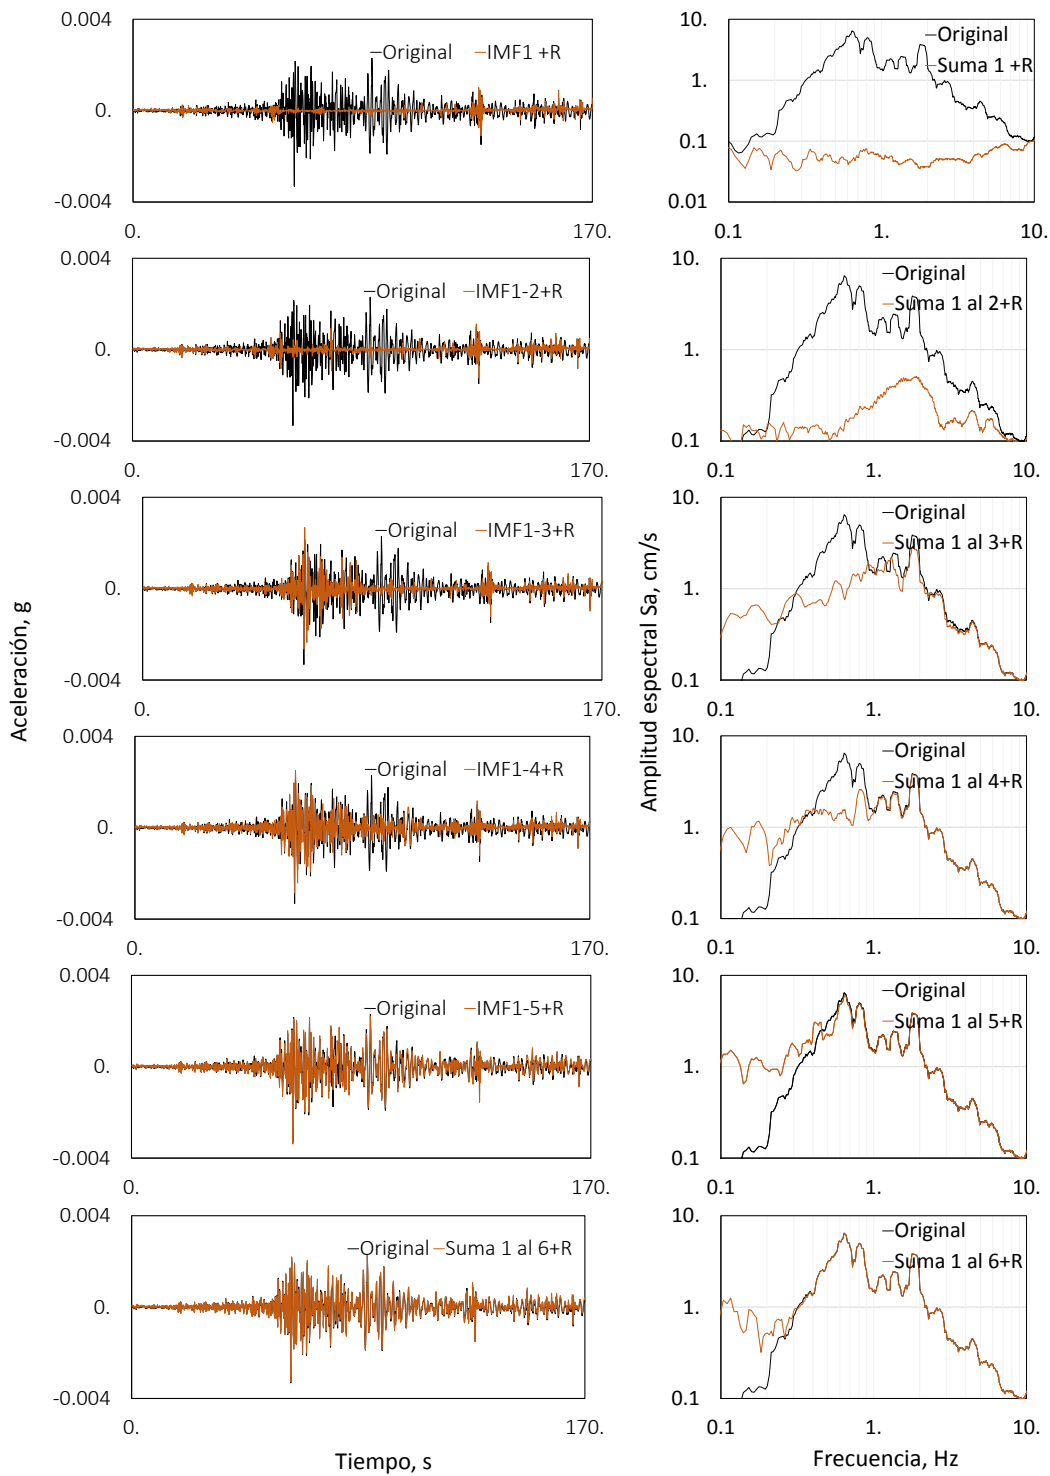 0.004
Original IMF1 +R
0.
-0.004
0. 170.
10.
Original
Suma 1 +R
1.
0.1
0.01
0.1 1. 10.
0.004
Original IMF1-2+R
0.
-0.004
0. 170.
10.
Original
Suma 1 al 2+R
1.
0.1
0.1 1. 10.
0.004
Original IMF1-3+R
0.
-0.004
0. 170.
10.
Original
Suma 1 al 3+R
1.
0.1
0.1 1. 10.
Aceleración, g
Amplitud espectral Sa, cm/s
0.004
Original IMF1-4+R
0.
-0.004
0. 170.
10.
Original
Suma 1 al 4+R
1.
0.1
0.1 1. 10.
0.004
Original IMF1-5+R
0.
-0.004
0. 170.
10.
Original
Suma 1 al 5+R
1.
0.1
0.1 1. 10.
0.004
Original Suma 1 al 6+R
0.
-0.004
0. 170.
10.
Original
Suma 1 al 6+R
1.
0.1
0.1 1. 10.
Tiempo, s
Frecuencia, Hz